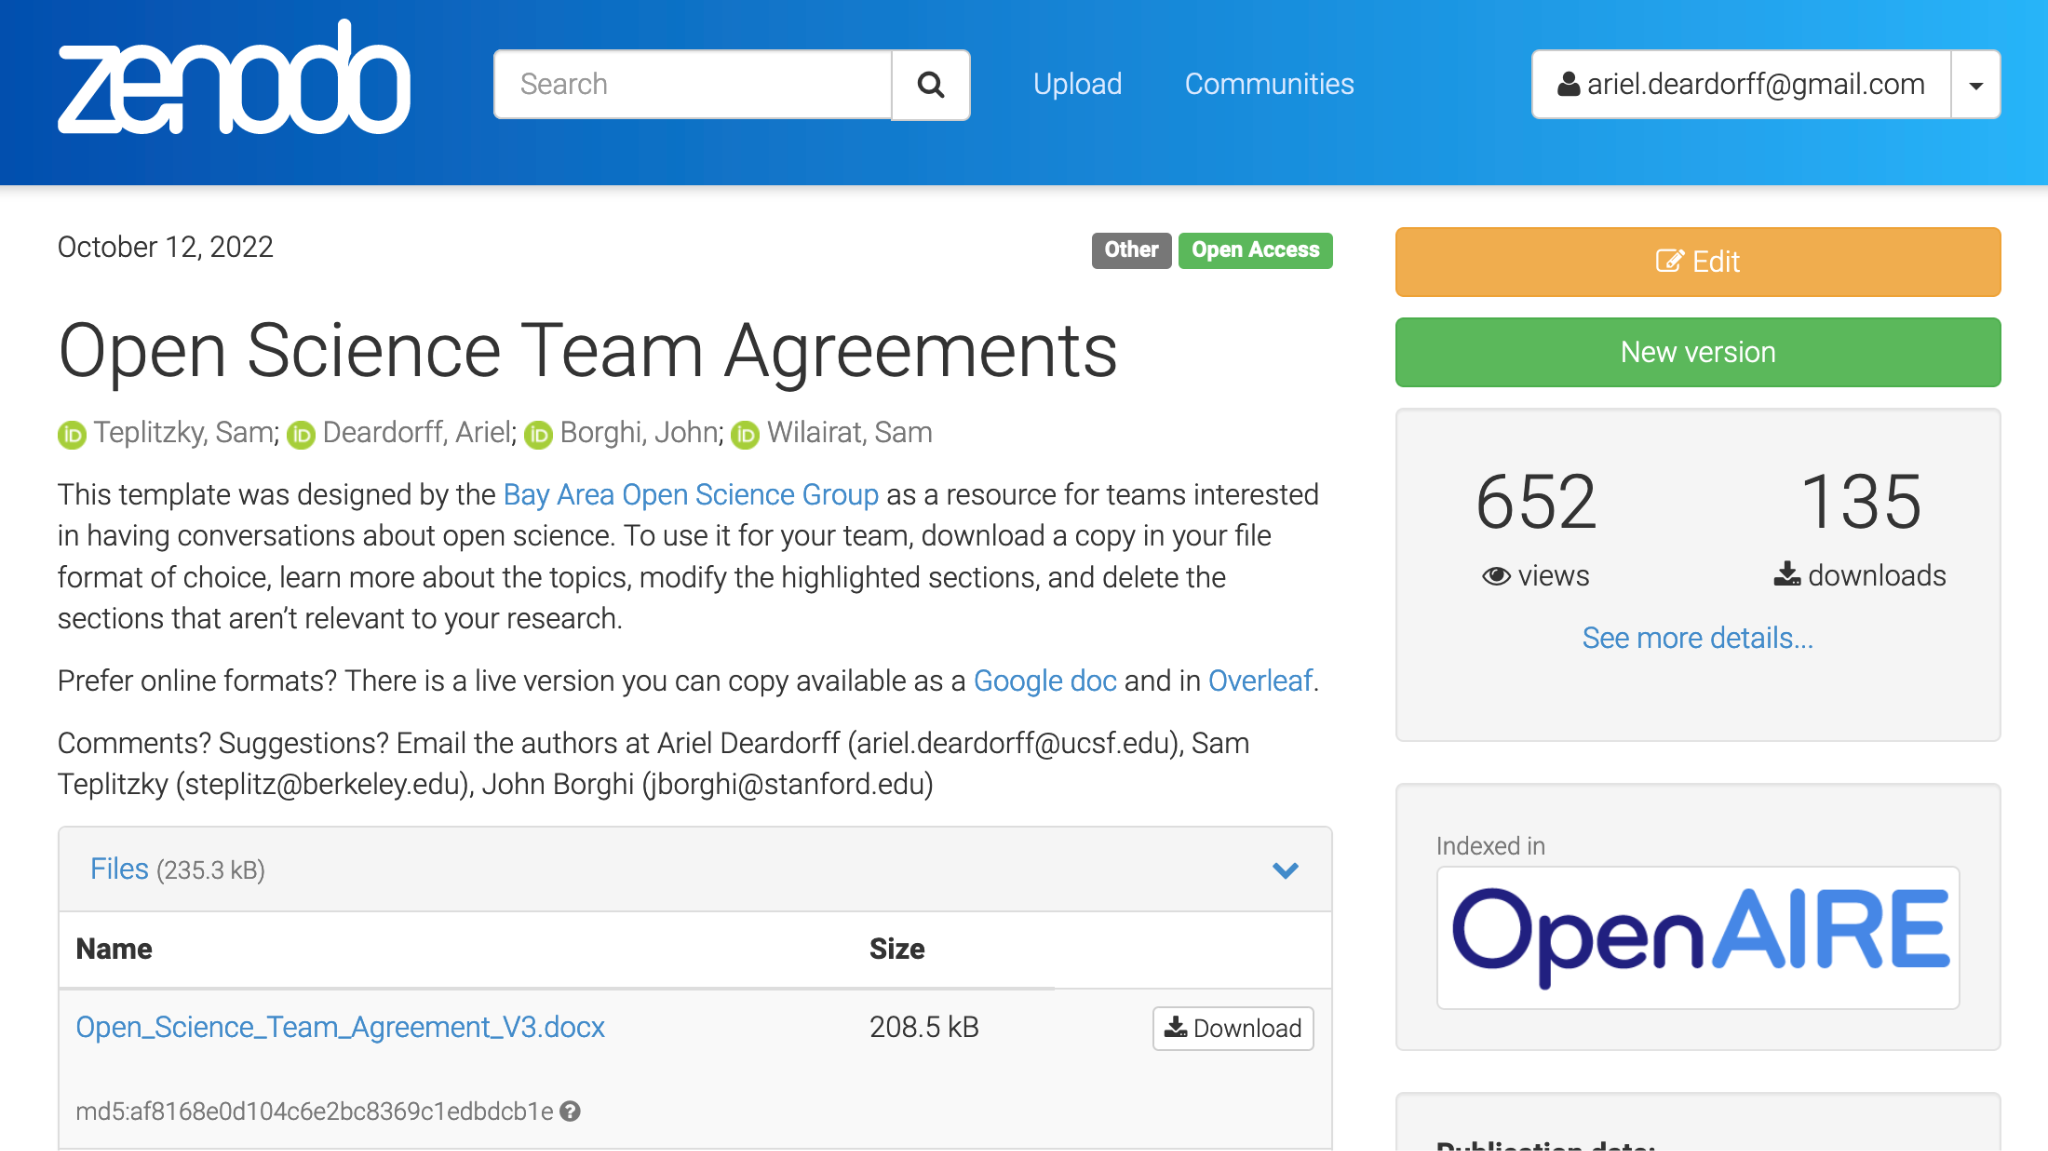 zenodo
Search
Upload
Communities
ariel.deardorff@gmail.com
October 12, 2022
Other
Open Access
Open Science Team Agreements
Teplitzky, Sam; Deardorff, Ariel; Borghi, John; Wilairat, Sam
This template was designed by the Bay Area Open Science Group as a resource for teams interested
in having conversations about open science. To use it for your team, download a copy in your file
format of choice, learn more about the topics, modify the highlighted sections, and delete the
sections that aren’t relevant to your research.
Prefer online formats? There is a live version you can copy available as a Google doc and in Overleaf.
Comments? Suggestions? Email the authors at Ariel Deardorff (ariel.deardorff@ucsf.edu), Sam
Teplitzky (steplitz@berkeley.edu), John Borghi (jborghi@stanford.edu)
Files (235.3 kB)
Name Size
Open_Science_Team_Agreement_V3.docx 208.5 kB Download
md5:af8168e0d104c6e2bc8369c1edbdcb1e
Edit
New version
652 135
views downloads
See more details...
Indexed in
OpenAIRE
Publication date: